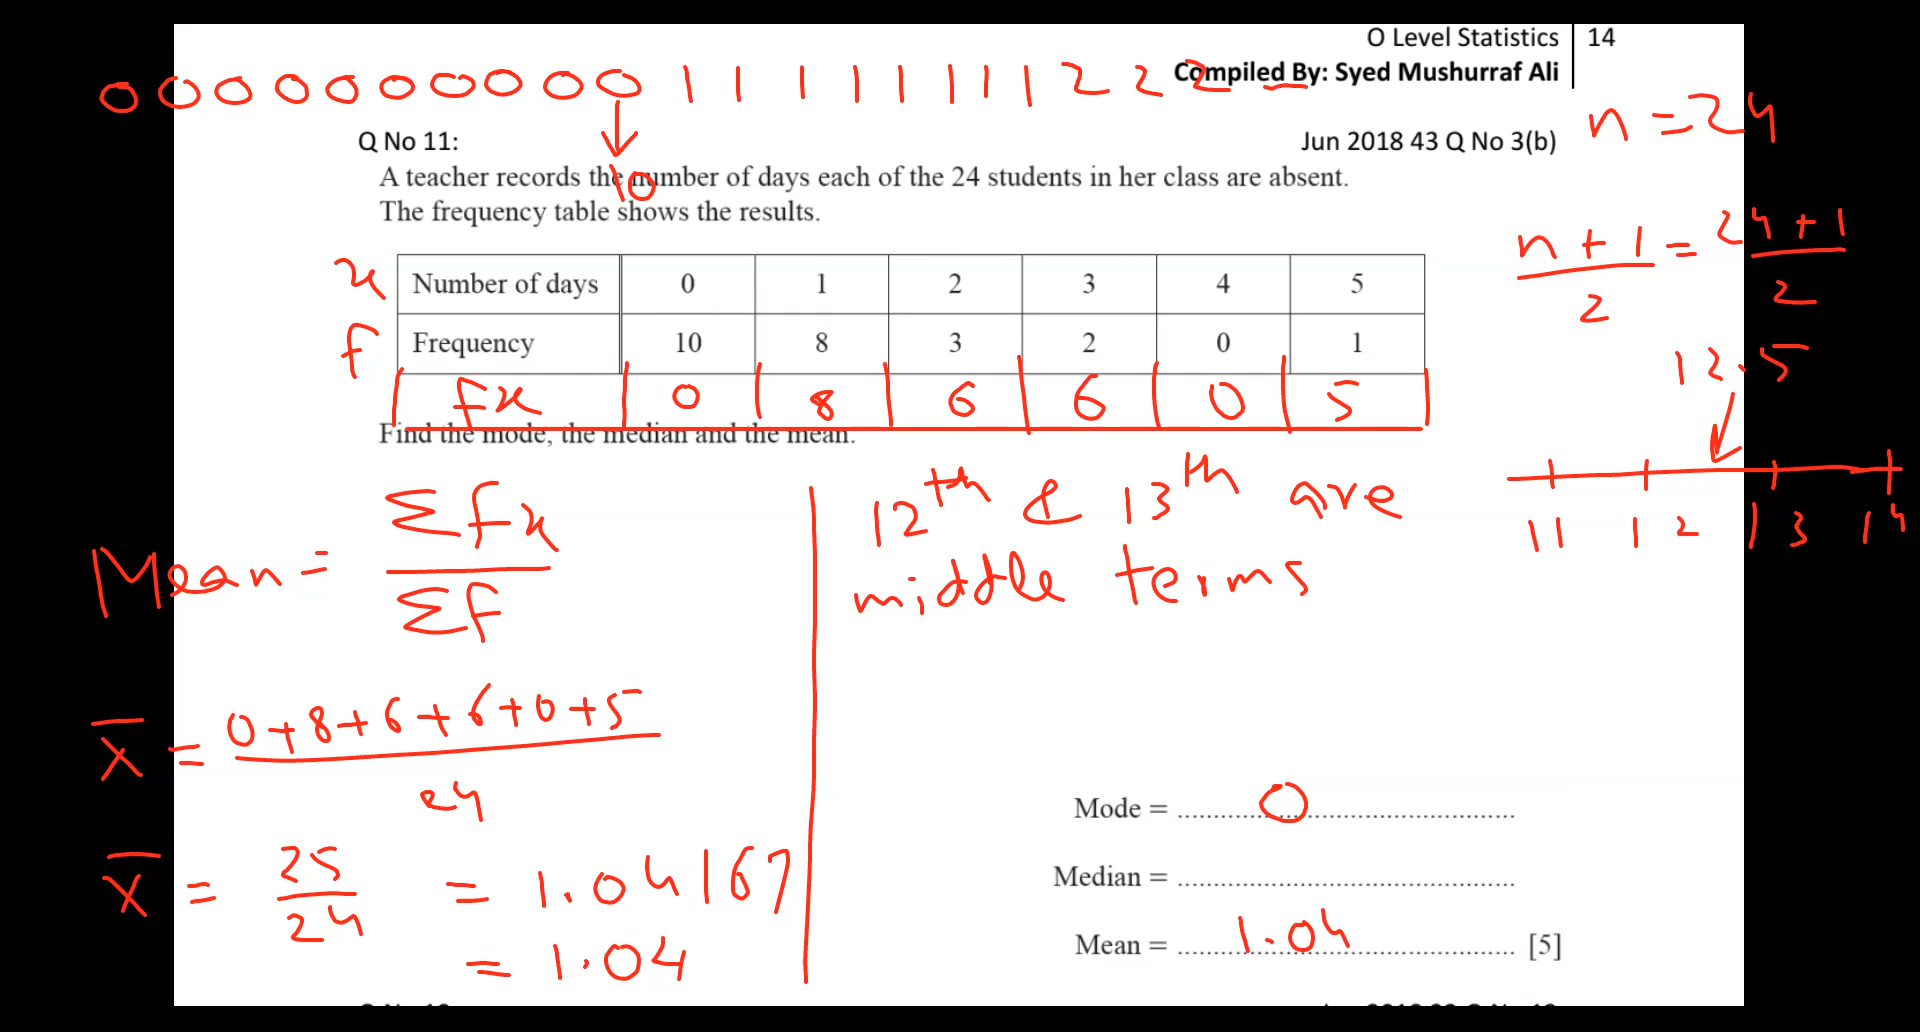 O Level Statistics 14
Compiled By: Syed Mushurraf Ali
0 0 0 0 0 0 0 0 0 0 1 1 1 1 1 1 1 1 2 2 2
n = 24
Q No 11: Jun 2018 43 Q No 3(b)
10
A teacher records the number of days each of the 24 students in her class are absent.
The frequency table shows the results.
n + 1 / 2 = 24 + 1 / 2
x Number of days 0 1 2 3 4 5
f Frequency 10 8 3 2 0 1
12.5
fx 0 8 6 6 0 5
Find the mode, the median and the mean.
11 12 13 14
Mean = Σfx / Σf
12th & 13th are
middle terms
x̄ = 0+8+6+6+0+5 / 24
Mode = 0
x̄ = 25 / 24 = 1.04167
Median =
= 1.04
Mean = 1.04 [5]